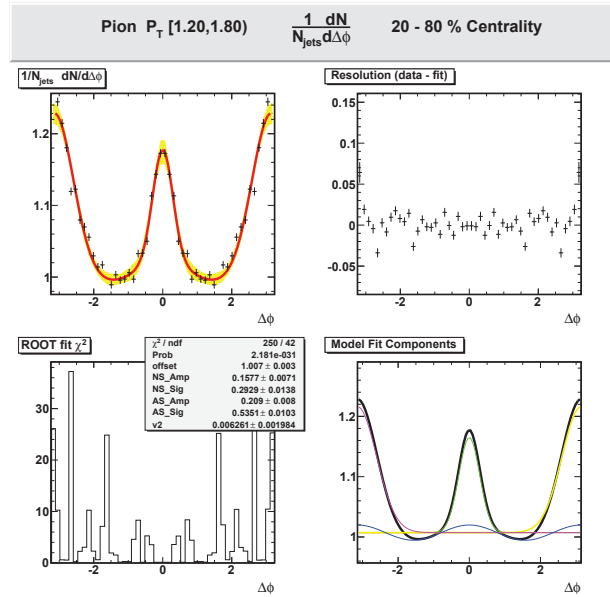 Pion P_T [1.20,1.80) 1 dN / N_jets dΔϕ 20 - 80 % Centrality
1/N_jets dN/dΔϕ
1.2
1.1
1
-2 0 2
Δϕ
Resolution (data - fit)
0.15
0.1
0.05
0
-0.05
-2 0 2
Δϕ
ROOT fit χ²
χ² / ndf 250 / 42
Prob 2.181e-031
offset 1.007 ± 0.003
NS_Amp 0.1577 ± 0.0071
NS_Sig 0.2929 ± 0.0138
AS_Amp 0.209 ± 0.008
AS_Sig 0.5351 ± 0.0103
v2 0.006261 ± 0.001984
30
20
10
0
-2 0 2
Δϕ
Model Fit Components
1.2
1.1
1
-2 0 2
Δϕ